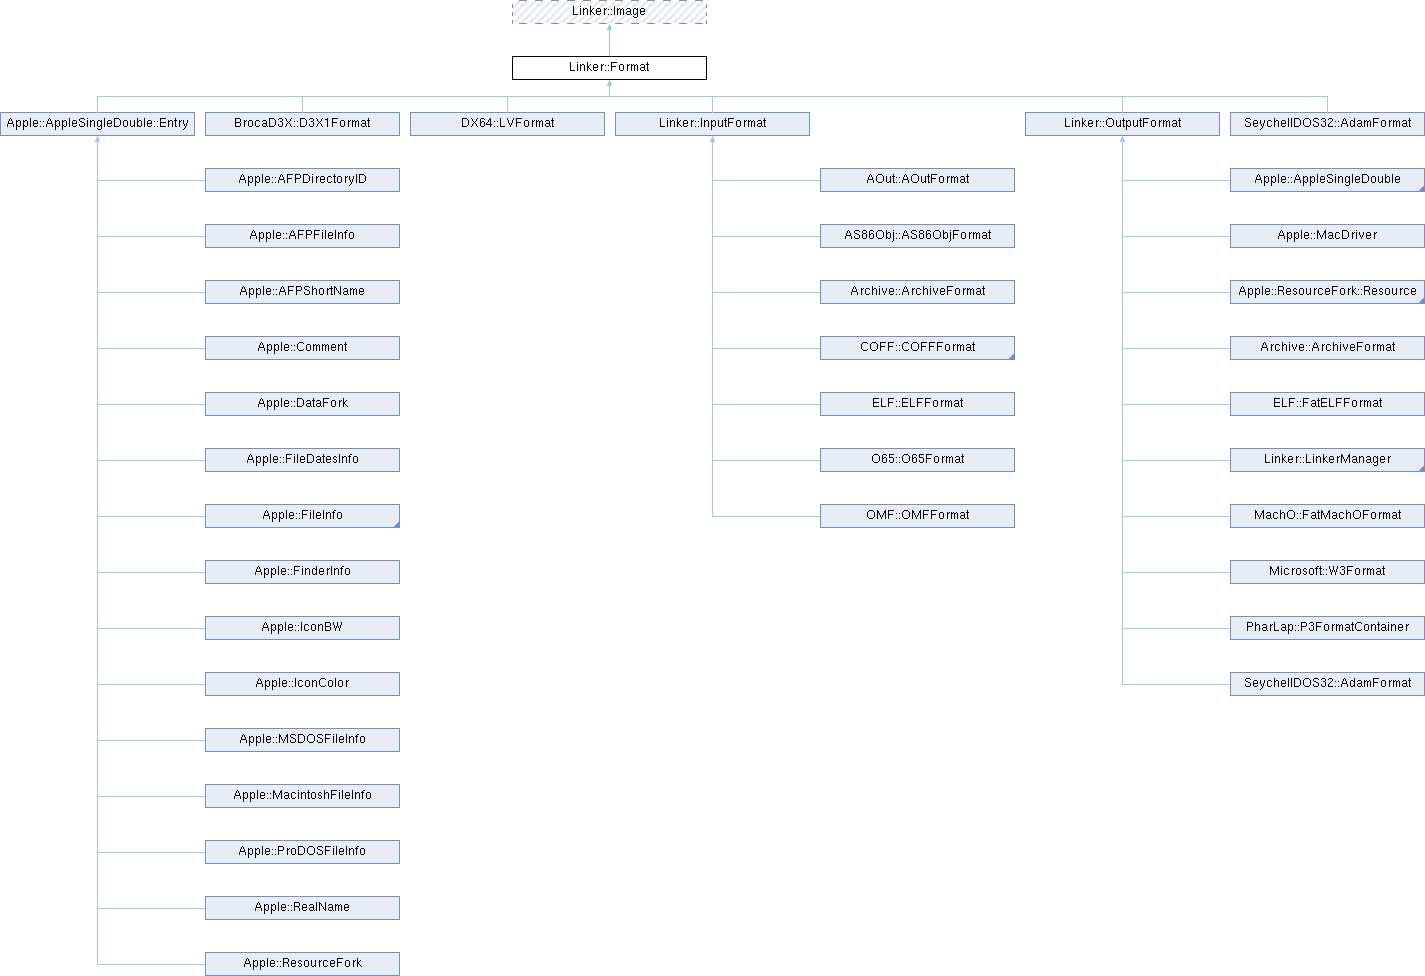 Linker::Image
Linker::Format
Apple::AppleSingleDouble::Entry
BrocaD3X::D3X1Format
DX64::LVFormat
Linker::InputFormat
Linker::OutputFormat
SeychellDOS32::AdamFormat
Apple::AFPDirectoryID
AOut::AOutFormat
Apple::AppleSingleDouble
Apple::AFPFileInfo
AS86Obj::AS86ObjFormat
Apple::MacDriver
Apple::AFPShortName
Archive::ArchiveFormat
Apple::ResourceFork::Resource
Apple::Comment
COFF::COFFFormat
Archive::ArchiveFormat
Apple::DataFork
ELF::ELFFormat
ELF::FatELFFormat
Apple::FileDatesInfo
O65::O65Format
Linker::LinkerManager
Apple::FileInfo
OMF::OMFFormat
MachO::FatMachOFormat
Apple::FinderInfo
Microsoft::W3Format
Apple::IconBW
PharLap::P3FormatContainer
Apple::IconColor
SeychellDOS32::AdamFormat
Apple::MSDOSFileInfo
Apple::MacintoshFileInfo
Apple::ProDOSFileInfo
Apple::RealName
Apple::ResourceFork